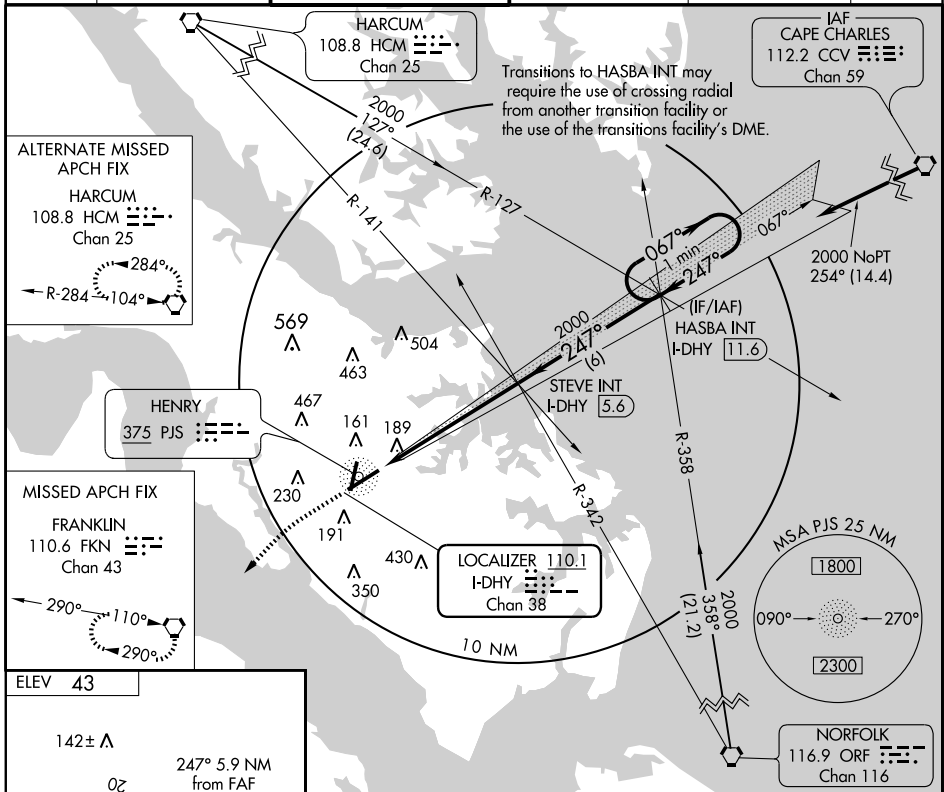 HARCUM
108.8 HCM
Chan 25
IAF
CAPE CHARLES
112.2 CCV
Chan 59
Transitions to HASBA INT may
require the use of crossing radial
from another transition facility or
the use of the transitions facility's DME.
2000
127°
(24.6)
R-127
R-141
ALTERNATE MISSED
APCH FIX
HARCUM
108.8 HCM
Chan 25
284°
R-284
104°
067°
1 min
247°
067°
2000 NoPT
254° (14.4)
(IF/IAF)
HASBA INT
I-DHY 11.6
2000
247°
(6)
STEVE INT
I-DHY 5.6
569
504
463
467
161
189
230
191
430
350
HENRY
375 PJS
MISSED APCH FIX
FRANKLIN
110.6 FKN
Chan 43
290°
110°
290°
LOCALIZER 110.1
I-DHY
Chan 38
R-342
R-358
2000
358°
(21.2)
10 NM
MSA PJS 25 NM
1800
090°
270°
2300
NORFOLK
116.9 ORF
Chan 116
ELEV 43
142±
20
247° 5.9 NM
from FAF